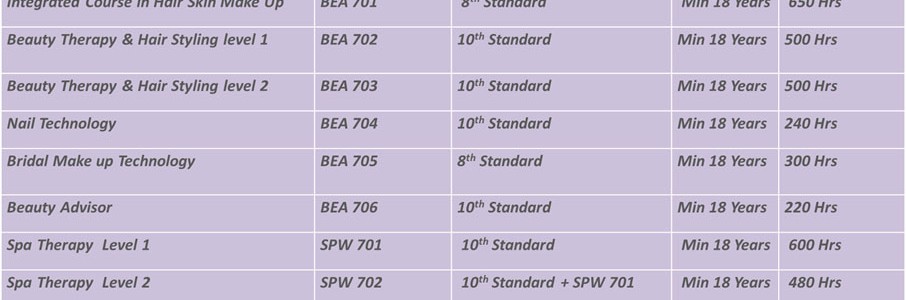 Integrated Course in Hair Skin Make Up BEA 701 8th Standard Min 18 Years 650 Hrs
Beauty Therapy & Hair Styling level 1 BEA 702 10th Standard Min 18 Years 500 Hrs
Beauty Therapy & Hair Styling level 2 BEA 703 10th Standard Min 18 Years 500 Hrs
Nail Technology BEA 704 10th Standard Min 18 Years 240 Hrs
Bridal Make up Technology BEA 705 8th Standard Min 18 Years 300 Hrs
Beauty Advisor BEA 706 10th Standard Min 18 Years 220 Hrs
Spa Therapy Level 1 SPW 701 10th Standard Min 18 Years 600 Hrs
Spa Therapy Level 2 SPW 702 10th Standard + SPW 701 Min 18 Years 480 Hrs